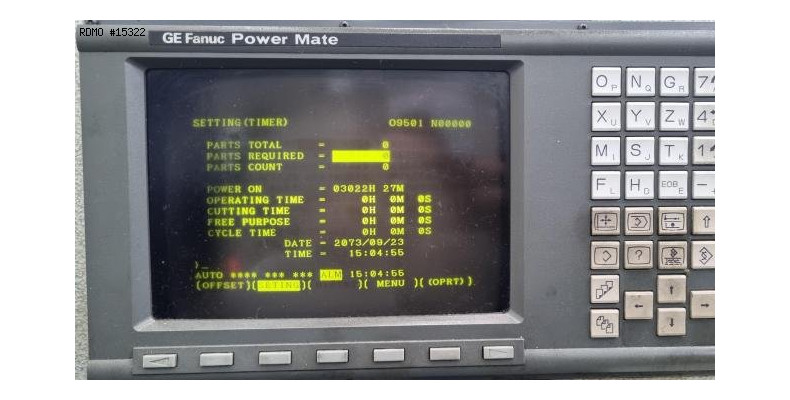 RDMO #15322
GE Fanuc Power Mate
SETTING(TIMER) O9501 N00000
PARTS TOTAL = 0
PARTS REQUIRED = 0
PARTS COUNT = 0
POWER ON = 03022H 27M
OPERATING TIME = 0H 0M 0S
CUTTING TIME = 0H 0M 0S
FREE PURPOSE = 0H 0M 0S
CYCLE TIME = 0H 0M 0S
DATE = 2073/09/23
TIME = 15:04:55
)_
AUTO **** *** *** ALM 15:04:55
(OFFSET)(SETING)( )( MENU )( (OPRT) )
O P N Q G R 7
X U Y V Z W 4
M I S J T K 1
F L H D EOB E -
?